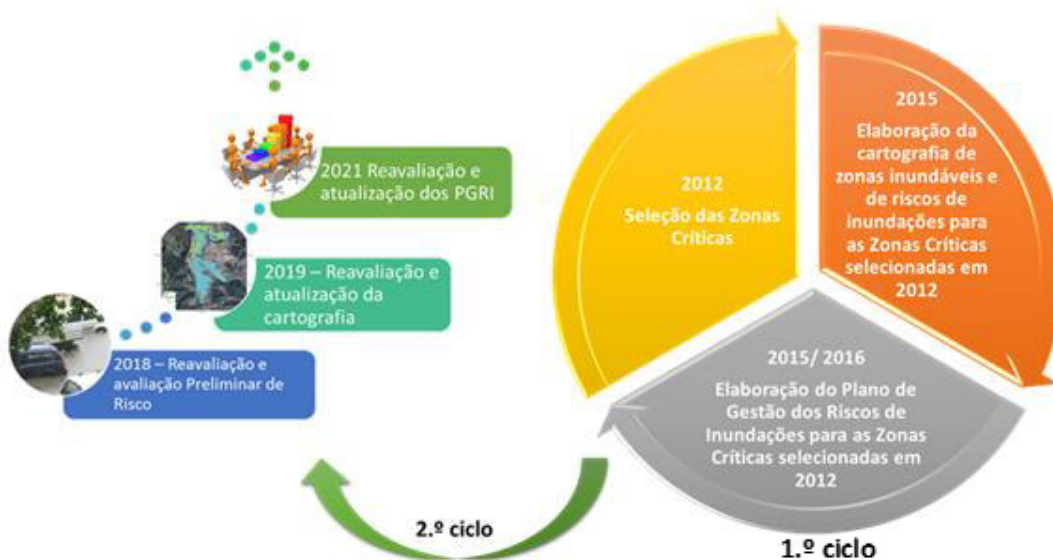 2021 Reavaliação e
atualização dos PGRI
2019 – Reavaliação e
atualização da
cartografia
2018 – Reavaliação e
avaliação Preliminar de
Risco
2.º ciclo
2012
Seleção das Zonas
Críticas
2015
Elaboração da
cartografia de
zonas inundáveis e
de riscos de
inundações para
as Zonas Críticas
selecionadas em
2012
2015/ 2016
Elaboração do Plano de
Gestão dos Riscos de
Inundações para as Zonas
Críticas selecionadas em
2012
1.º ciclo